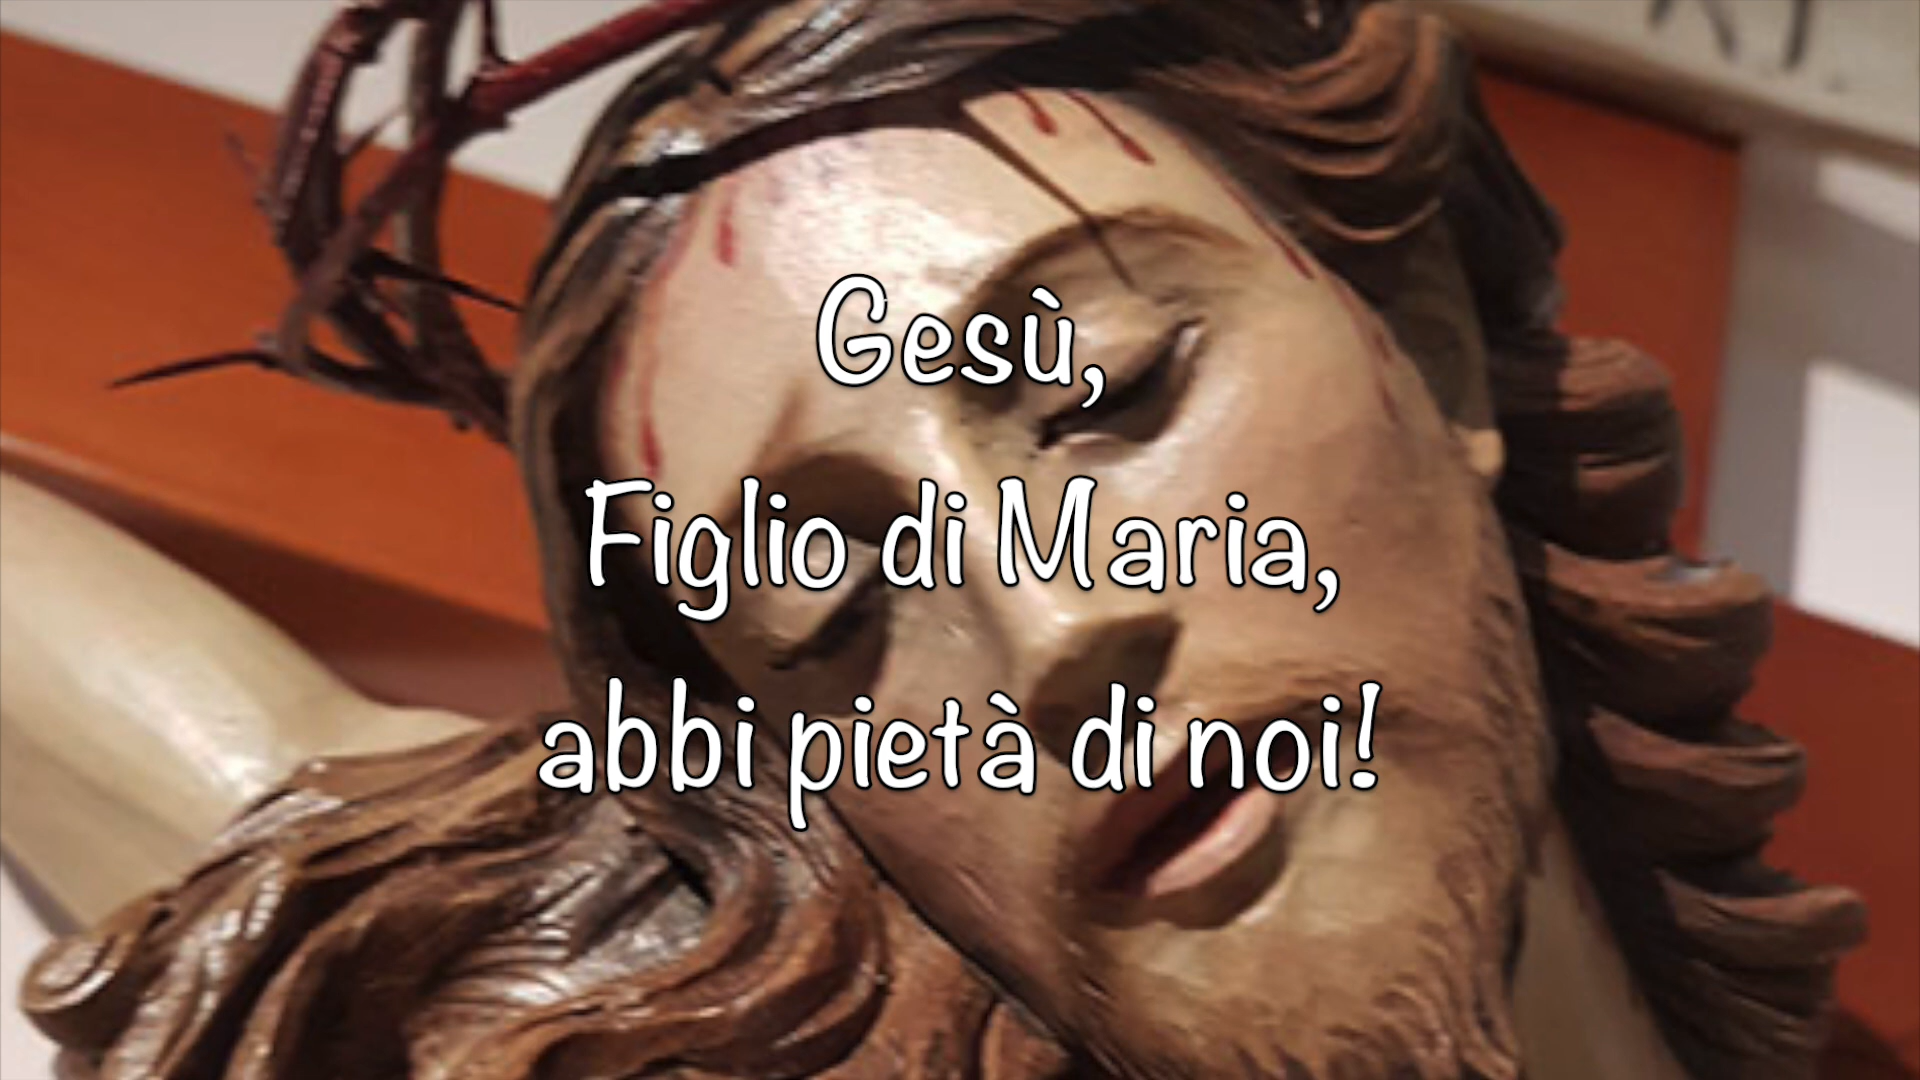 Gesù,
Figlio di Maria,
abbi pietà di noi!